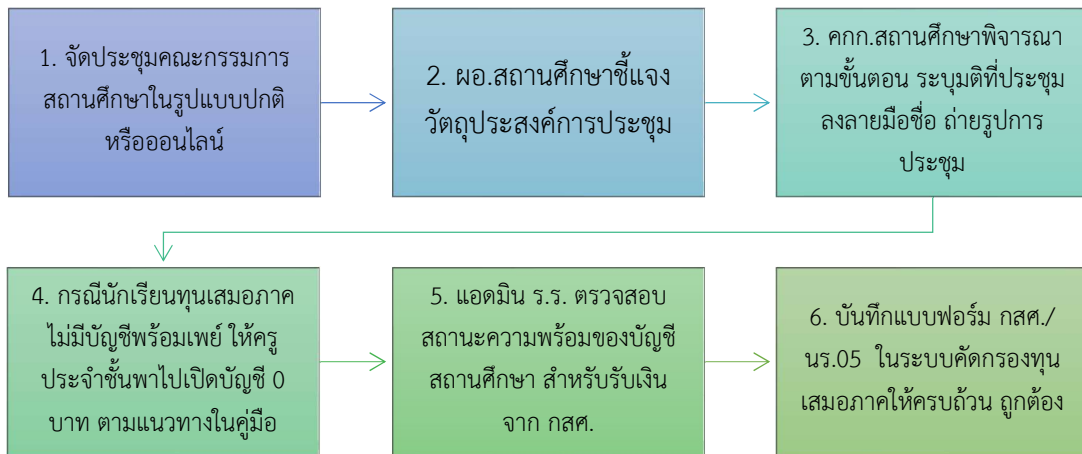 1. จัดประชุมคณะกรรมการ
สถานศึกษาในรูปแบบปกติ
หรือออนไลน์
2. ผอ.สถานศึกษาชี้แจง
วัตถุประสงค์การประชุม
3. คกก.สถานศึกษาพิจารณา
ตามขั้นตอน ระบุมติที่ประชุม
ลงลายมือชื่อ ถ่ายรูปการ
ประชุม
4. กรณีนักเรียนทุนเสมอภาค
ไม่มีบัญชีพร้อมเพย์ ให้ครู
ประจำชั้นพาไปเปิดบัญชี 0
บาท ตามแนวทางในคู่มือ
5. แอดมิน ร.ร. ตรวจสอบ
สถานะความพร้อมของบัญชี
สถานศึกษา สำหรับรับเงิน
จาก กสศ.
6. บันทึกแบบฟอร์ม กสศ./
นร.05 ในระบบคัดกรองทุน
เสมอภาคให้ครบถ้วน ถูกต้อง